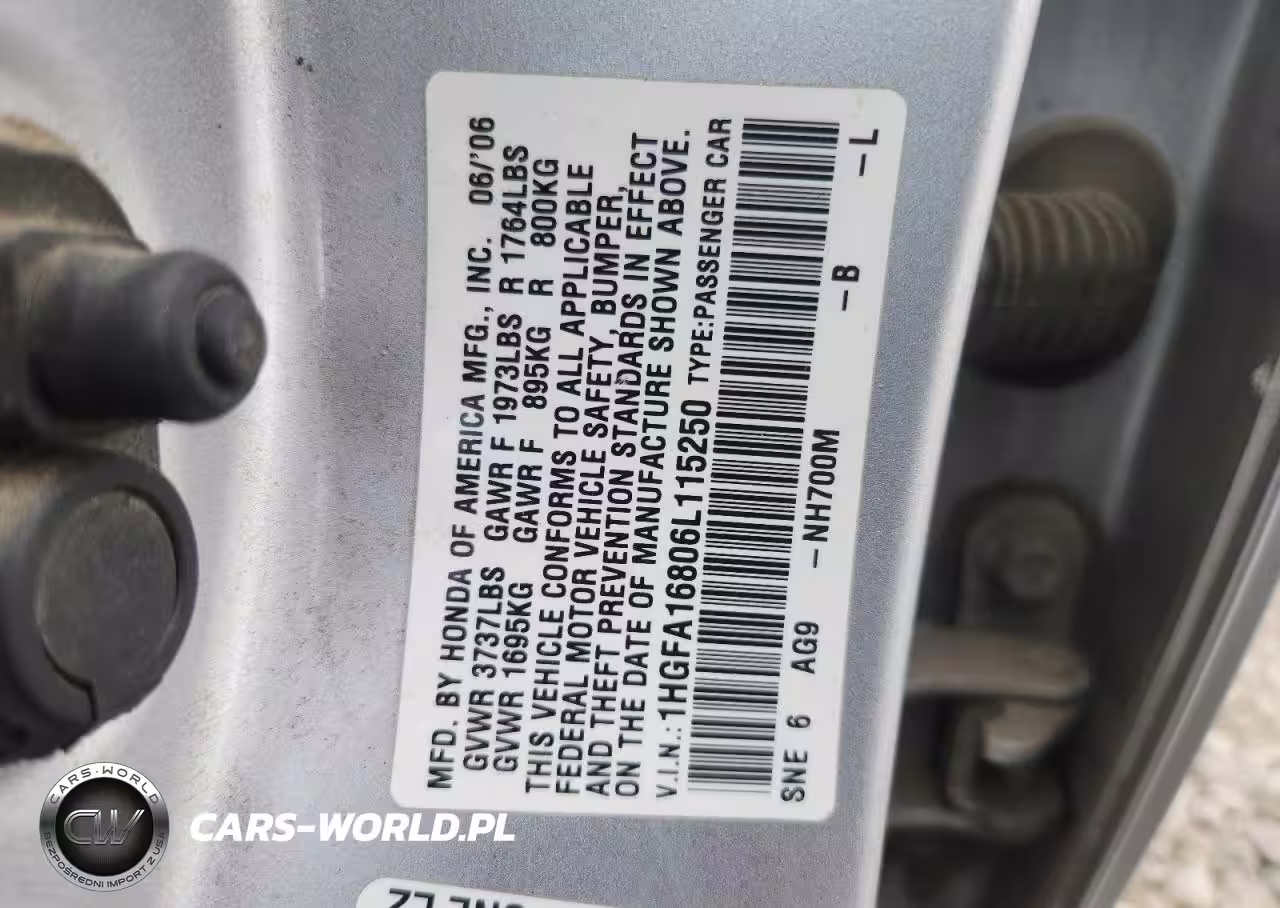 MFD. BY HONDA OF AMERICA MFG., INC. 06/'06
GVWR 3737LBS GAWR F 1973LBS R 1764LBS
GVWR 1695KG GAWR F 895KG R 800KG
THIS VEHICLE CONFORMS TO ALL APPLICABLE
FEDERAL MOTOR VEHICLE SAFETY, BUMPER,
AND THEFT PREVENTION STANDARDS IN EFFECT
ON THE DATE OF MANUFACTURE SHOWN ABOVE.
V.I.N.: 1HGFA16806L115250 TYPE:PASSENGER CAR
SNE 6 AG9 -NH700M -B -L
CARS-WORLD
CW
BEZPOŚREDNI IMPORT Z USA
CARS-WORLD.PL